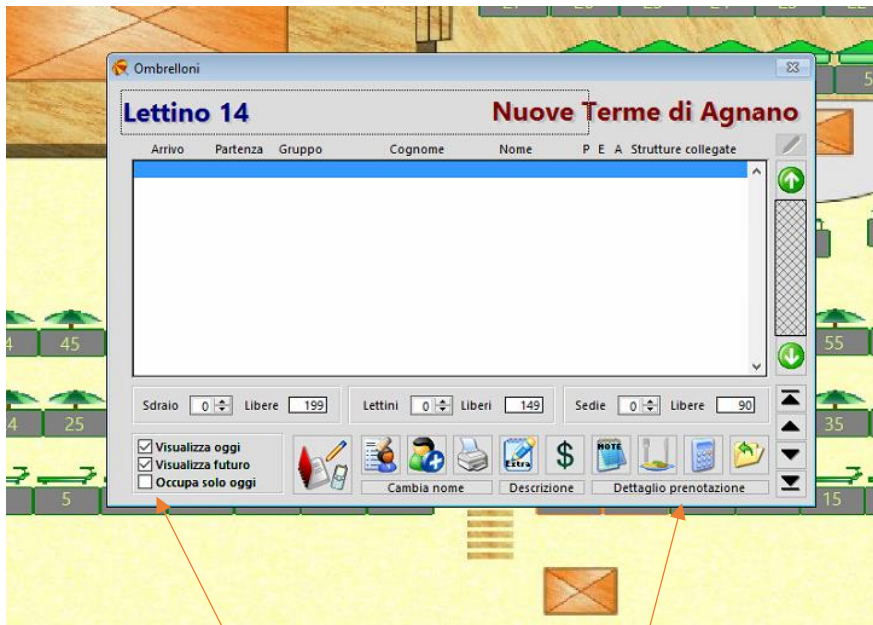 Ombrelloni
Lettino 14 Nuove Terme di Agnano
Arrivo Partenza Gruppo Cognome Nome P E A Strutture collegate
45 55
25 35
Sdraio 0 Libere 199 Lettini 0 Liberi 149 Sedie 0 Libere 90
Visualizza oggi
Visualizza futuro
Occupa solo oggi
Extra $ NOTE
Cambia nome Descrizione Dettaglio prenotazione
5 15